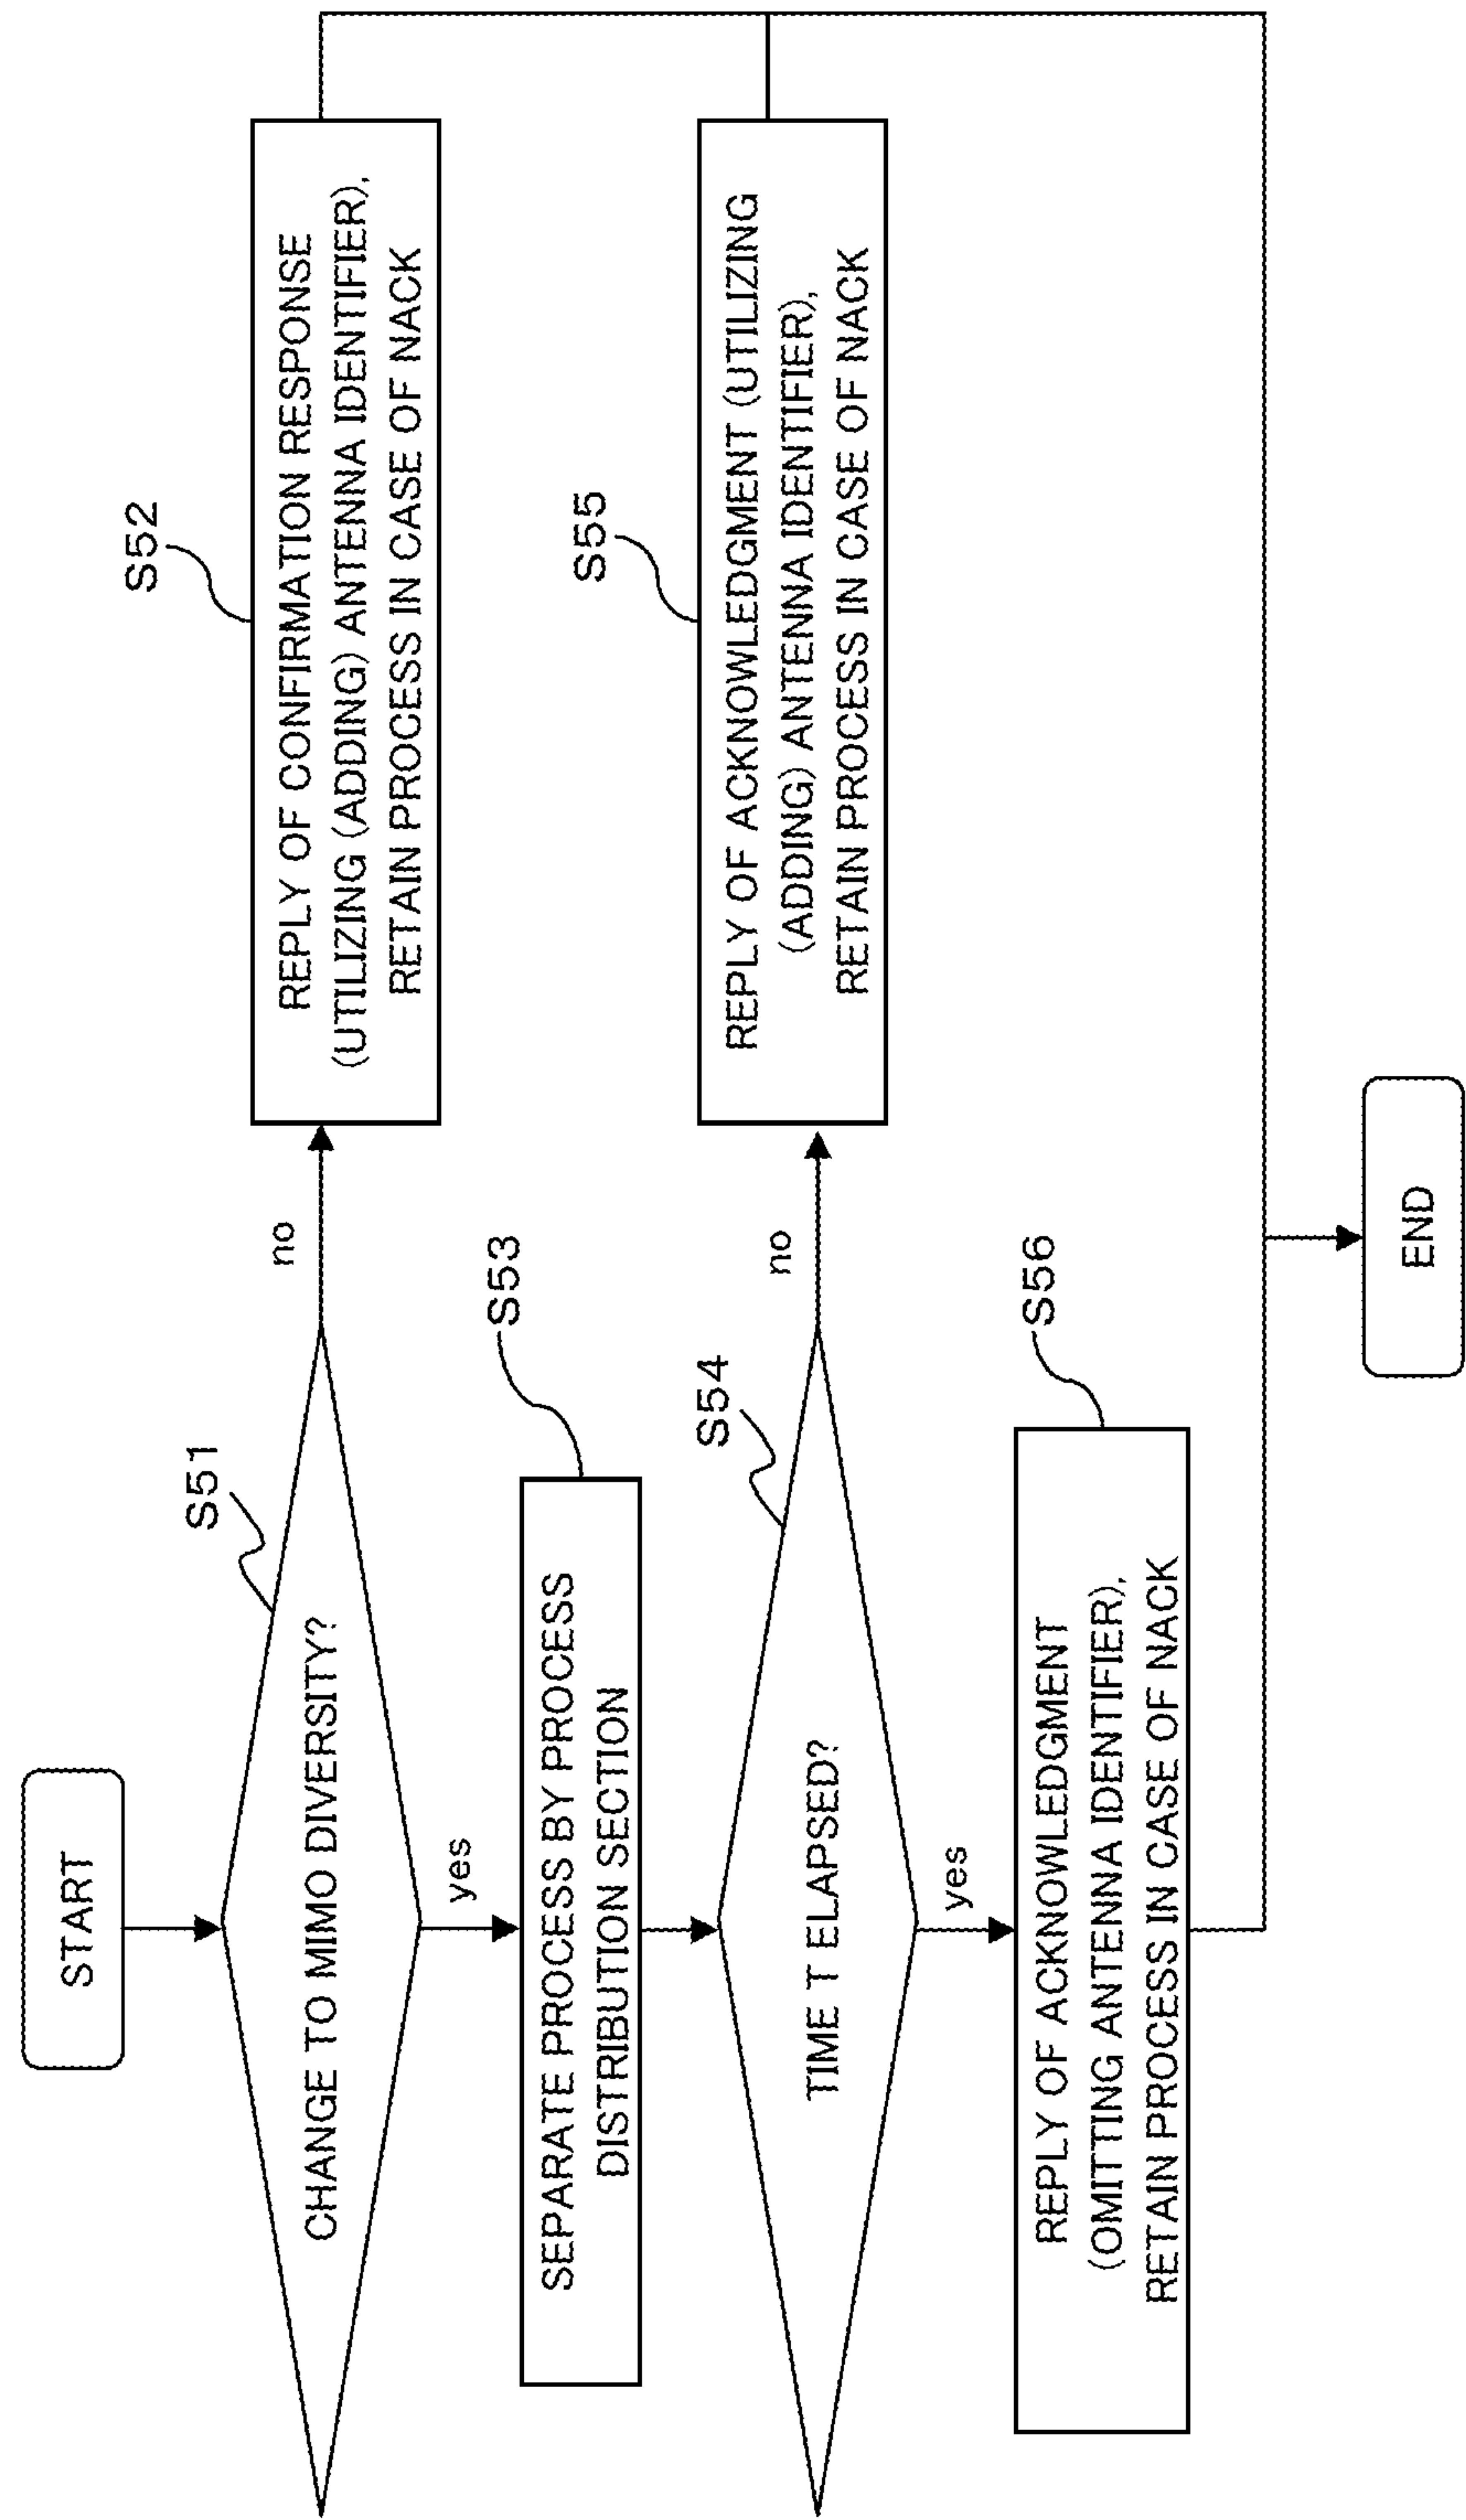 START
S51
CHANGE TO MIMO DIVERSITY?
no
S52
REPLY OF CONFIRMATION RESPONSE
(UTILIZING (ADDING) ANTENNA IDENTIFIER),
RETAIN PROCESS IN CASE OF NACK
yes
S53
SEPARATE PROCESS BY PROCESS
DISTRIBUTION SECTION
S54
TIME T ELAPSED?
no
S55
REPLY OF ACKNOWLEDGMENT (UTILIZING
(ADDING) ANTENNA IDENTIFIER),
RETAIN PROCESS IN CASE OF NACK
yes
S56
REPLY OF ACKNOWLEDGMENT
(OMITTING ANTENNA IDENTIFIER),
RETAIN PROCESS IN CASE OF NACK
END